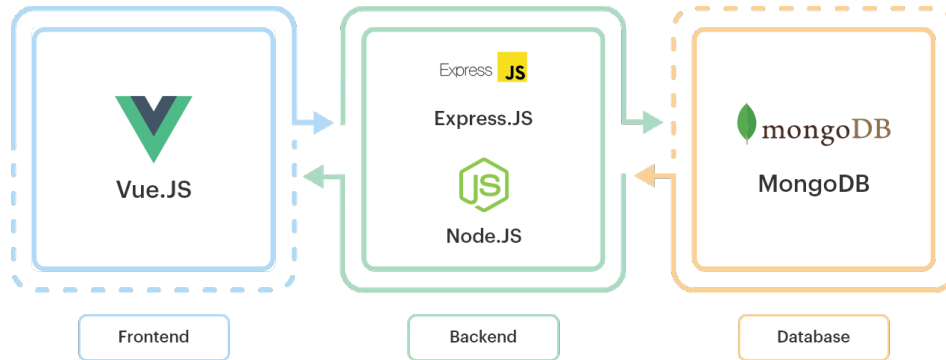 Vue.JS
Express JS
Express.JS
JS
Node.JS
mongoDB
MongoDB
Frontend
Backend
Database